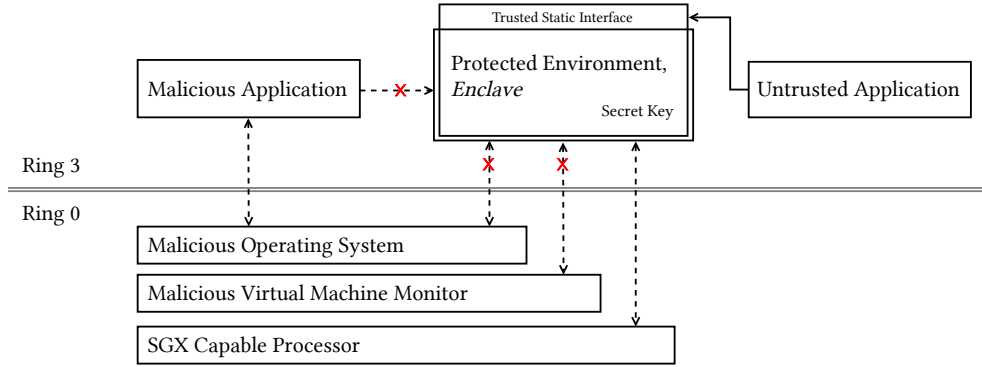 Trusted Static Interface
Protected Environment,
Enclave
Secret Key
Malicious Application
X
Untrusted Application
X
X
Ring 3
Ring 0
Malicious Operating System
Malicious Virtual Machine Monitor
SGX Capable Processor